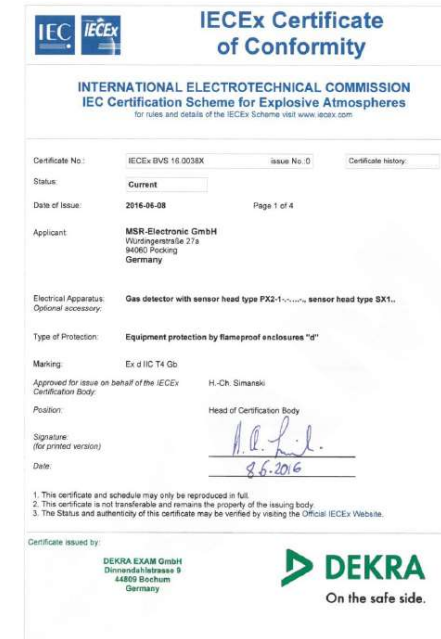 IEC IECEx
IECEx Certificate
of Conformity
INTERNATIONAL ELECTROTECHNICAL COMMISSION
IEC Certification Scheme for Explosive Atmospheres
for rules and details of the IECEx Scheme visit www.iecex.com
Certificate No.: IECEx BVS 16.0038X issue No.:0 Certificate history:
Status: Current
Date of Issue: 2016-06-08 Page 1 of 4
Applicant: MSR-Electronic GmbH
Würdingerstraße 27a
94060 Pocking
Germany
Electrical Apparatus: Gas detector with sensor head type PX2-1 sensor head type SX1..
Optional accessory:
Type of Protection: Equipment protection by flameproof enclosures "d"
Marking: Ex d IIC T4 Gb
Approved for issue on behalf of the IECEx H.-Ch. Simanski
Certification Body:
Position: Head of Certification Body
Signature:
(for printed version)
Date: 8.6.2016
1. This certificate and schedule may only be reproduced in full.
2. This certificate is not transferable and remains the property of the issuing body.
3. The Status and authenticity of this certificate may be verified by visiting the Official IECEx Website.
Certificate issued by:
DEKRA EXAM GmbH
Dinnendahlstrasse 9
44809 Bochum
Germany
DEKRA
On the safe side.